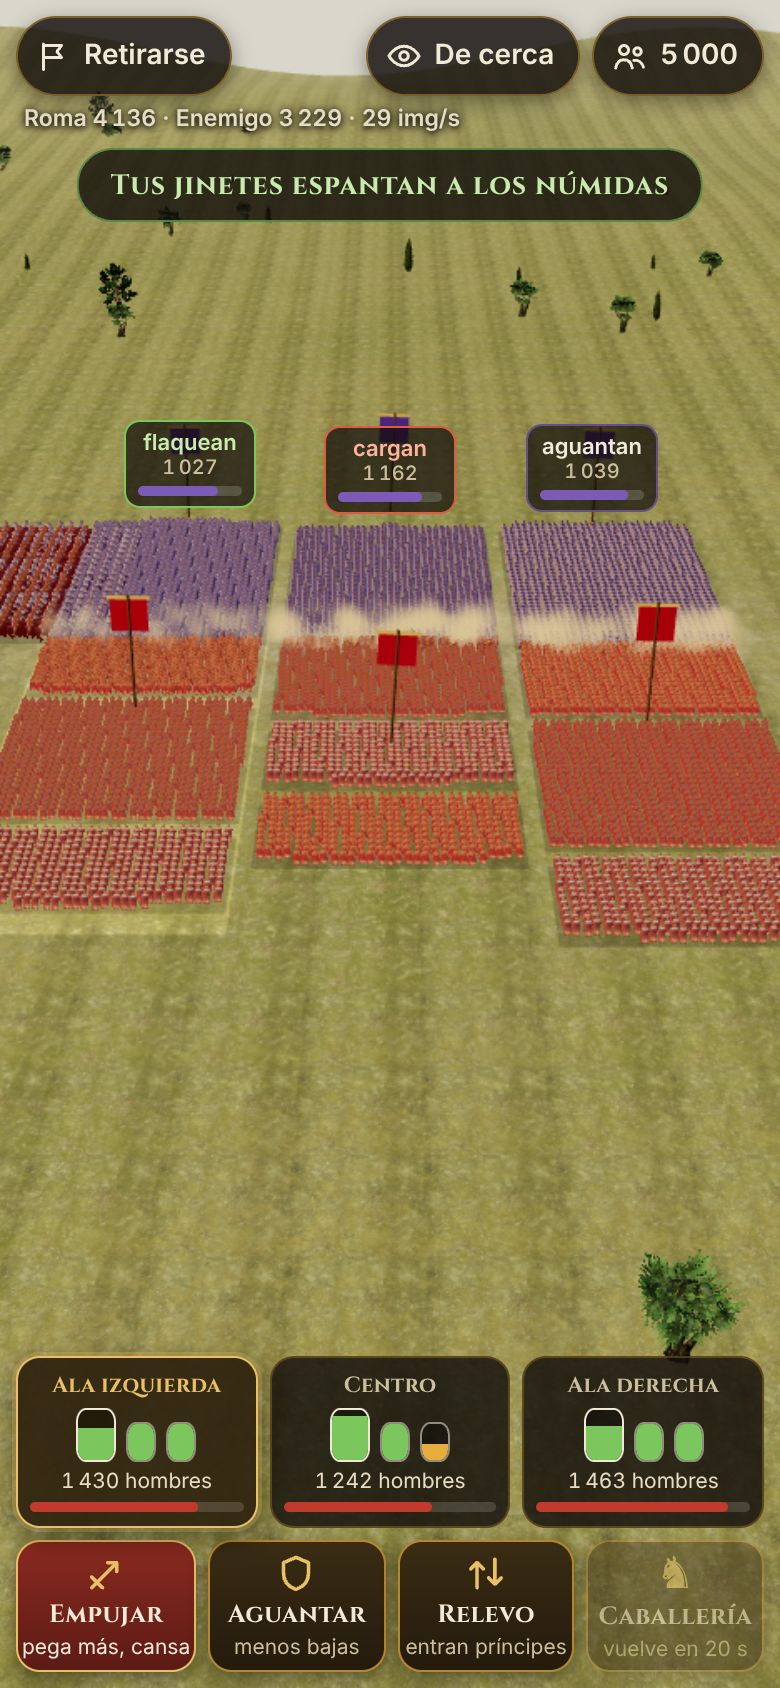 Retirarse
De cerca
5 000
Roma 4 136 · Enemigo 3 229 · 29 img/s
Tus jinetes espantan a los númidas
flaquean
1 027
cargan
1 162
aguantan
1 039
Ala izquierda
1 430 hombres
Centro
1 242 hombres
Ala derecha
1 463 hombres
Empujar
pega más, cansa
Aguantar
menos bajas
Relevo
entran príncipes
Caballería
vuelve en 20 s